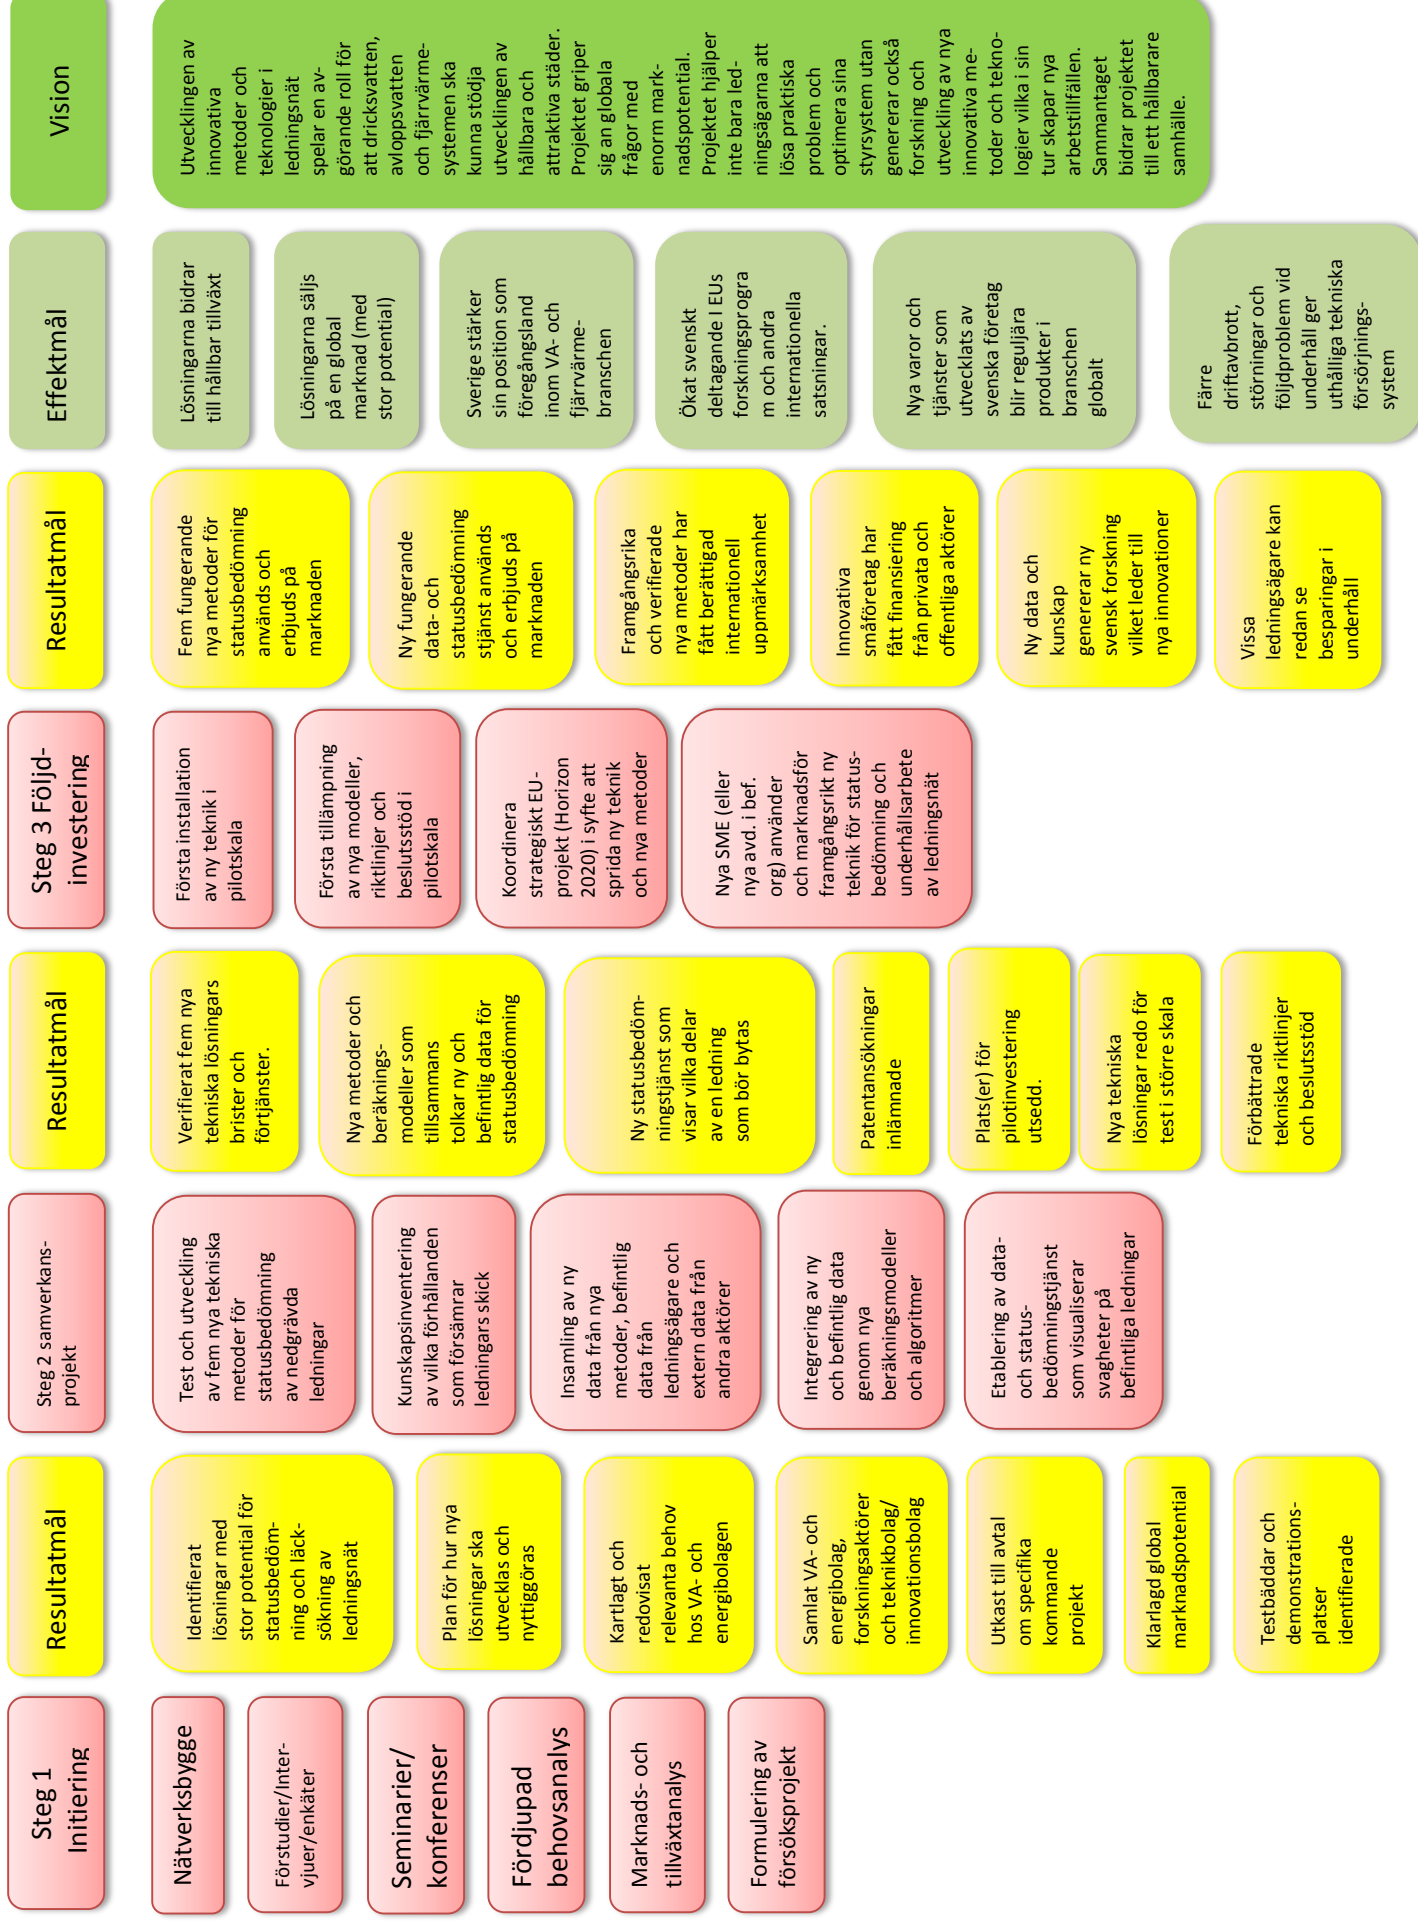 Steg 1
Initiering
Nätverksbygge
Förstudier/Inter-
vjuer/enkäter
Seminarier/
konferenser
Fördjupad
behovsanalys
Marknads- och
tillväxtanalys
Formulering av
försöksprojekt
Resultatmål
Identifierat
lösningar med
stor potential för
statusbedöm-
ning och läck-
sökning av
ledningsnät
Plan för hur nya
lösningar ska
utvecklas och
nyttiggöras
Kartlagt och
redovisat
relevanta behov
hos VA- och
energibolagen
Samlat VA- och
energibolag,
forskningsaktörer
och teknikbolag/
innovationsbolag
Utkast till avtal
om specifika
kommande
projekt
Klarlagd global
marknadspotential
Testbäddar och
demonstrations-
platser
identifierade
Steg 2 samverkans-
projekt
Test och utveckling
av fem nya tekniska
metoder för
statusbedömning
av nedgrävda
ledningar
Kunskapsinventering
av vilka förhållanden
som försämrar
ledningars skick
Insamling av ny
data från nya
metoder, befintlig
data från
ledningsägare och
extern data från
andra aktörer
Integrering av ny
och befintlig data
genom nya
beräkningsmodeller
och algoritmer
Etablering av data-
och status-
bedömningstjänst
som visualiserar
svagheter på
befintliga ledningar
Resultatmål
Verifierat fem nya
tekniska lösningars
brister och
förtjänster.
Nya metoder och
beräknings-
modeller som
tillsammans
tolkar ny och
befintlig data för
statusbedömning
Ny statusbedöm-
ningstjänst som
visar vilka delar
av en ledning
som bör bytas
Patentansökningar
inlämnade
Plats(er) för
pilotinvestering
utsedd.
Nya tekniska
lösningar redo för
test i större skala
Förbättrade
tekniska riktlinjer
och beslutsstöd
Steg 3 Följd-
investering
Första installation
av ny teknik i
pilotskala
Första tillämpning
av nya modeller,
riktlinjer och
beslutsstöd i
pilotskala
Koordinera
strategiskt EU-
projekt (Horizon
2020) i syfte att
sprida ny teknik
och nya metoder
Nya SME (eller
nya avd. i bef.
org) använder
och marknadsför
framgångsrikt ny
teknik för status-
bedömning och
underhållsarbete
av ledningsnät
Resultatmål
Fem fungerande
nya metoder för
statusbedömning
används och
erbjuds på
marknaden
Ny fungerande
data- och
statusbedömning
stjänst används
och erbjuds på
marknaden
Framgångsrika
och verifierade
nya metoder har
fått berättigad
internationell
uppmärksamhet
Innovativa
småföretag har
fått finansiering
från privata och
offentliga aktörer
Ny data och
kunskap
genererar ny
svensk forskning
vilket leder till
nya innovationer
Vissa
ledningsägare kan
redan se
besparingar i
underhåll
Effektmål
Lösningarna bidrar
till hållbar tillväxt
Lösningarna säljs
på en global
marknad (med
stor potential)
Sverige stärker
sin position som
föregångsland
inom VA- och
fjärrvärme-
branschen
Ökat svenskt
deltagande I EUs
forskningsprogra
m och andra
internationella
satsningar.
Nya varor och
tjänster som
utvecklats av
svenska företag
blir reguljära
produkter i
branschen
globalt
Färre
driftavbrott,
störningar och
följdproblem vid
underhåll ger
uthålliga tekniska
försörjnings-
system
Vision
Utvecklingen av
innovativa
metoder och
teknologier i
ledningsnät
spelar en av-
görande roll för
att dricksvatten,
avloppsvatten
och fjärrvärme-
systemen ska
kunna stödja
utvecklingen av
hållbara och
attraktiva städer.
Projektet griper
sig an globala
frågor med
enorm mark-
nadspotential.
Projektet hjälper
inte bara led-
ningsägarna att
lösa praktiska
problem och
optimera sina
styrsystem utan
genererar också
forskning och
utveckling av nya
innovativa me-
toder och tekno-
logier vilka i sin
tur skapar nya
arbetstillfällen.
Sammantaget
bidrar projektet
till ett hållbarare
samhälle.